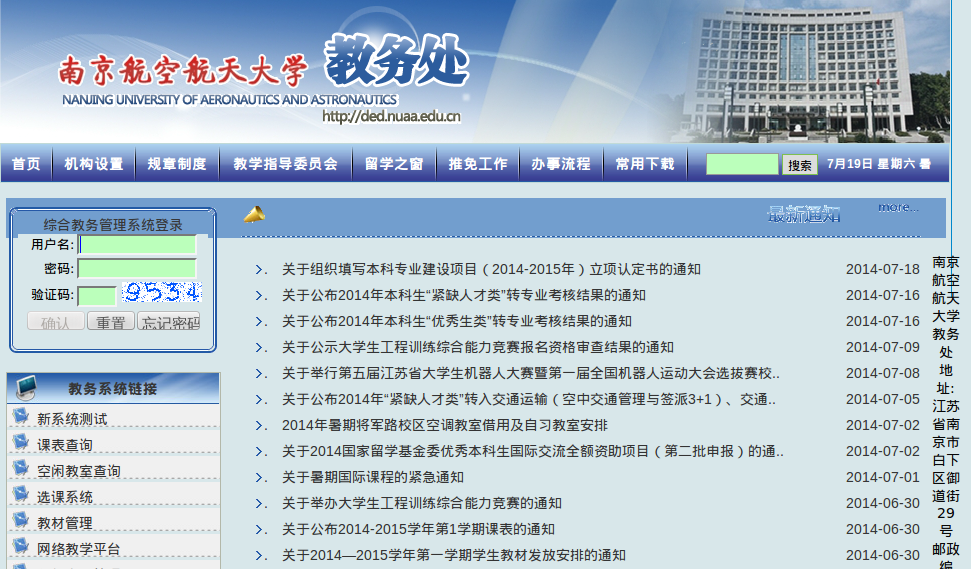 南京航空航天大学 教务处
NANJING UNIVERSITY OF AERONAUTICS AND ASTRONAUTICS
http://ded.nuaa.edu.cn
首页 机构设置 规章制度 教学指导委员会 留学之窗 推免工作 办事流程 常用下载 搜索 7月19日 星期六 暑
综合教务管理系统登录
用户名:
密码:
验证码: 9534
确认 重置 忘记密码
教务系统链接
新系统测试
课表查询
空闲教室查询
选课系统
教材管理
网络教学平台
最新通知 more...
关于组织填写本科专业建设项目（2014-2015年）立项认定书的通知 2014-07-18
关于公布2014年本科生“紧缺人才类”转专业考核结果的通知 2014-07-16
关于公布2014年本科生“优秀生类”转专业考核结果的通知 2014-07-16
关于公示大学生工程训练综合能力竞赛报名资格审查结果的通知 2014-07-09
关于举行第五届江苏省大学生机器人大赛暨第一届全国机器人运动大会选拔赛校.. 2014-07-08
关于公布2014年“紧缺人才类”转入交通运输（空中交通管理与签派3+1）、交通.. 2014-07-05
2014年暑期将军路校区空调教室借用及自习教室安排 2014-07-02
关于2014国家留学基金委优秀本科生国际交流全额资助项目（第二批申报）的通.. 2014-07-02
关于暑期国际课程的紧急通知 2014-07-01
关于举办大学生工程训练综合能力竞赛的通知 2014-06-30
关于公布2014-2015学年第1学期课表的通知 2014-06-30
关于2014—2015学年第一学期学生教材发放安排的通知 2014-06-30
南京
航空
航天
大学
教务
处
地
址:
江苏
省南
京市
白下
区御
道街
29
号
邮政
编